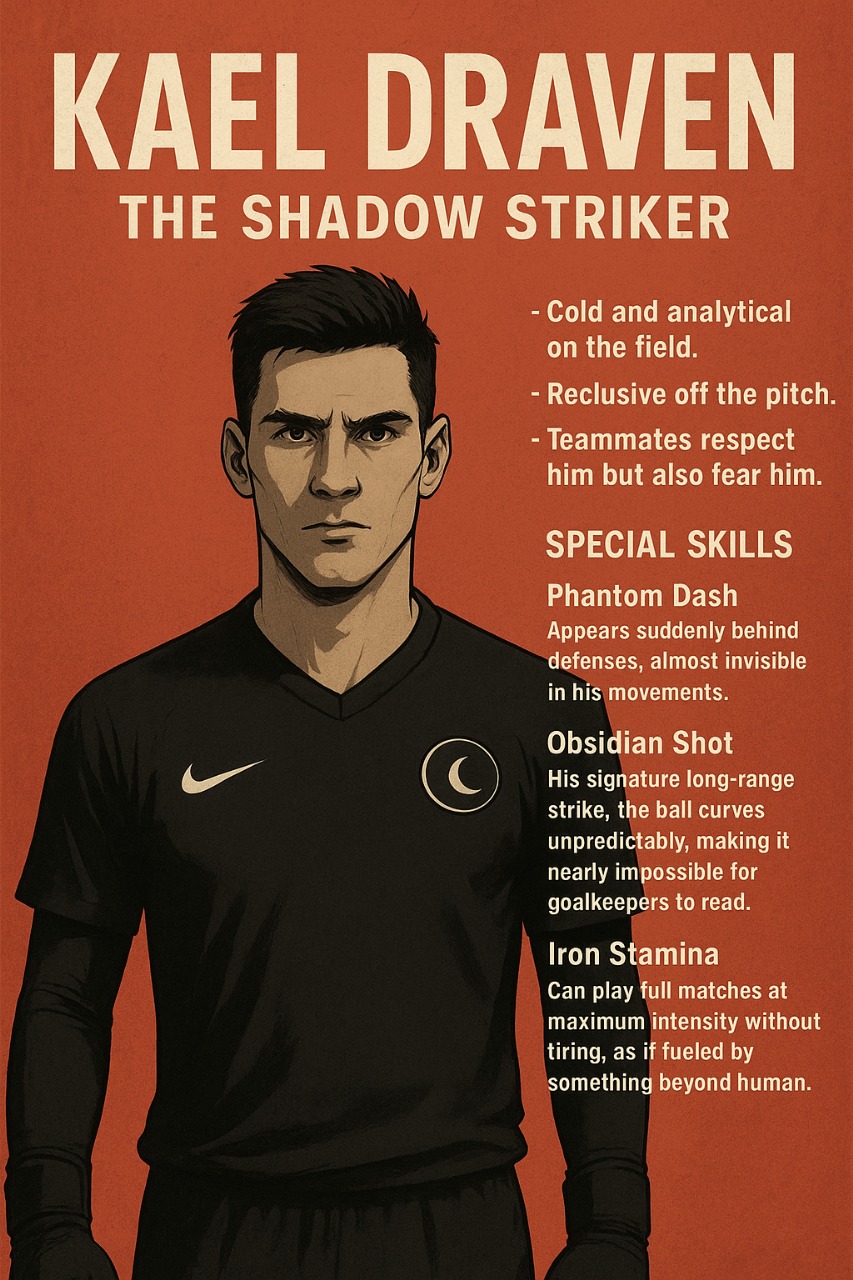 KAEL DRAVEN
THE SHADOW STRIKER
- Cold and analytical
on the field.
- Reclusive off the pitch.
- Teammates respect
him but also fear him.
SPECIAL SKILLS
Phantom Dash
Appears suddenly behind
defenses, almost invisible
in his movements.
Obsidian Shot
His signature long-range
strike, the ball curves
unpredictably, making it
nearly impossible for
goalkeepers to read.
Iron Stamina
Can play full matches at
maximum intensity without
tiring, as if fueled by
something beyond human.